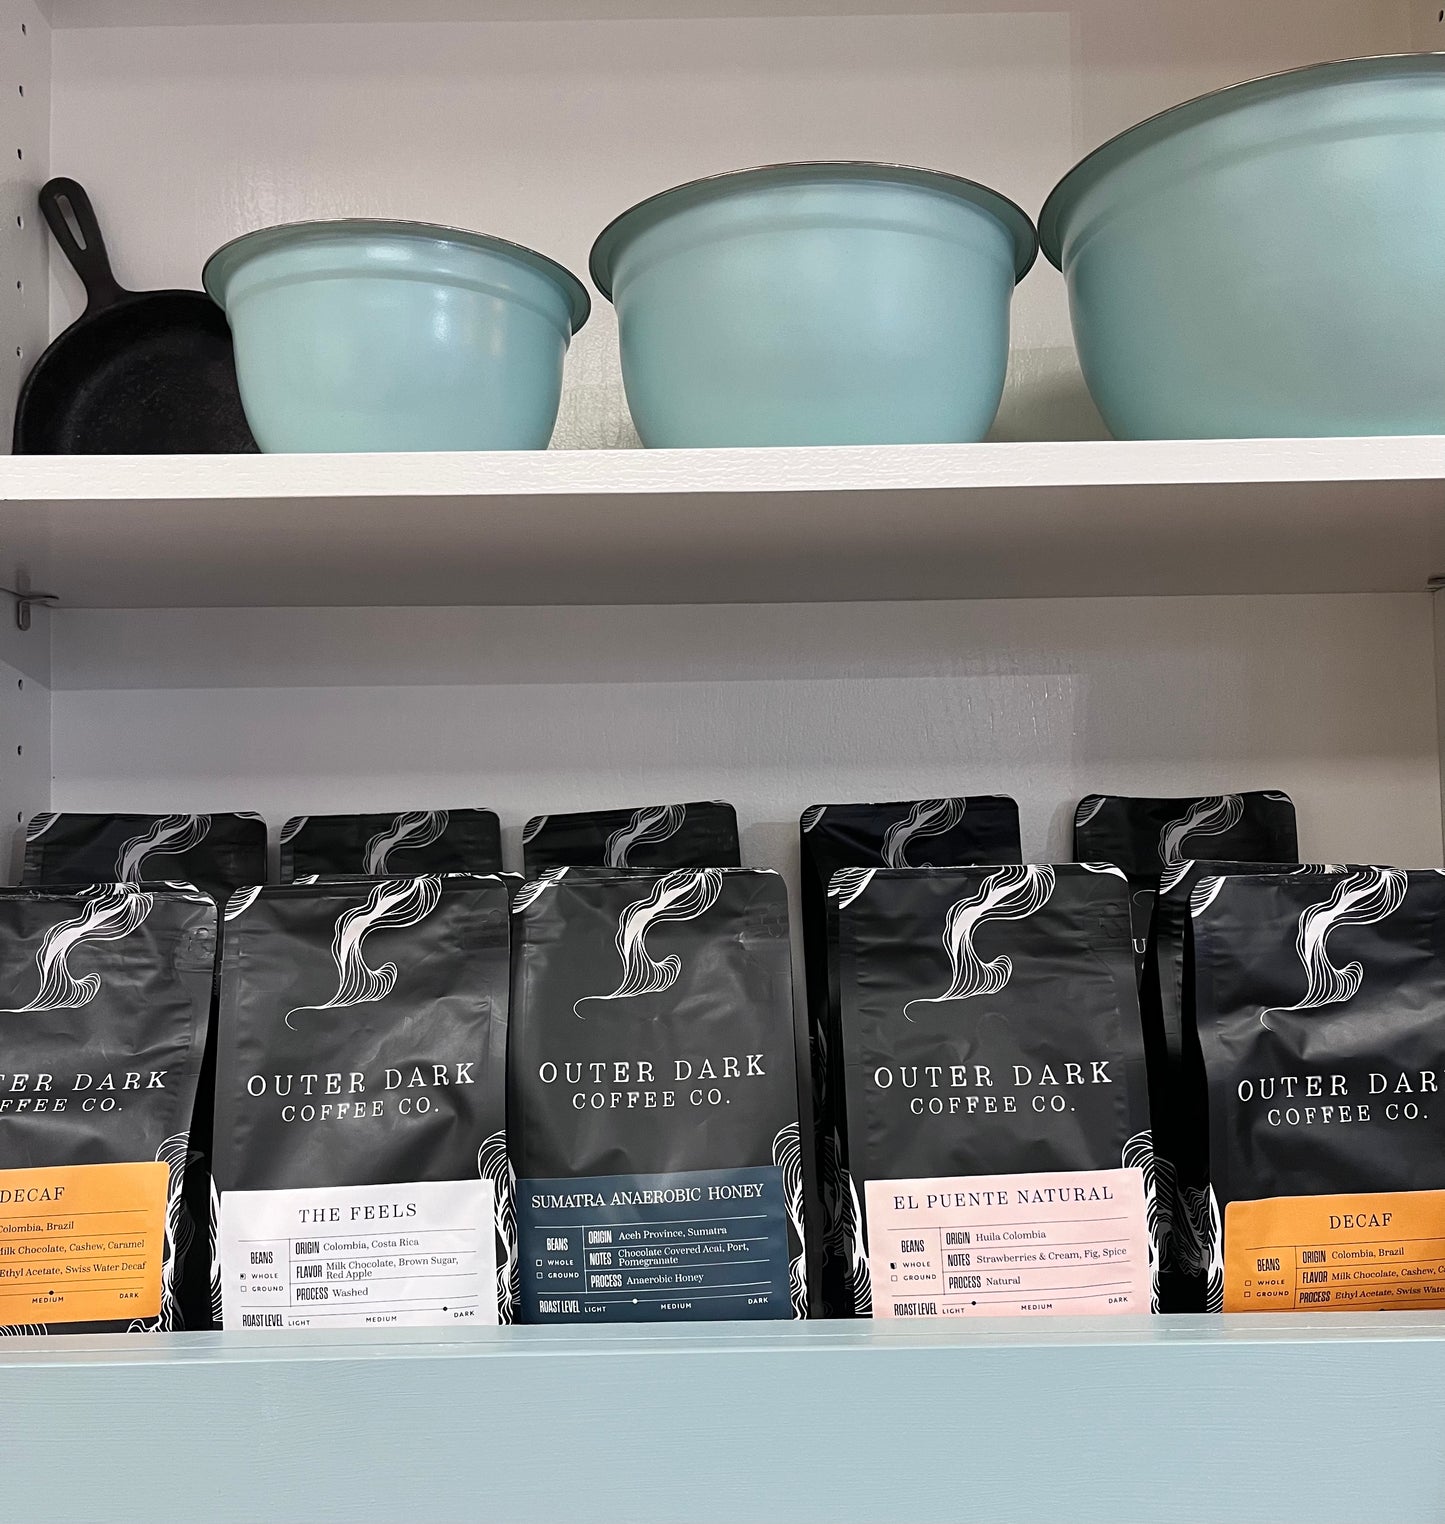 TER DARK
FFEE CO.
DECAF
Colombia, Brazil
Milk Chocolate, Cashew, Caramel
Ethyl Acetate, Swiss Water Decaf
MEDIUM DARK
OUTER DARK
COFFEE CO.
THE FEELS
BEANS
WHOLE
GROUND
ORIGIN Colombia, Costa Rica
FLAVOR Milk Chocolate, Brown Sugar,
Red Apple
PROCESS Washed
ROAST LEVEL LIGHT MEDIUM DARK
OUTER DARK
COFFEE CO.
SUMATRA ANAEROBIC HONEY
BEANS
WHOLE
GROUND
ORIGIN Aceh Province, Sumatra
NOTES Chocolate Covered Acai, Port,
Pomegranate
PROCESS Anaerobic Honey
ROAST LEVEL LIGHT MEDIUM DARK
OUTER DARK
COFFEE CO.
EL PUENTE NATURAL
BEANS
WHOLE
GROUND
ORIGIN Huila Colombia
NOTES Strawberries & Cream, Fig, Spice
PROCESS Natural
ROAST LEVEL LIGHT MEDIUM DARK
U
OUTER DAR
COFFEE CO.
DECAF
BEANS
WHOLE
GROUND
ORIGIN Colombia, Brazil
FLAVOR Milk Chocolate, Cashew, Ca
PROCESS Ethyl Acetate, Swiss Wate